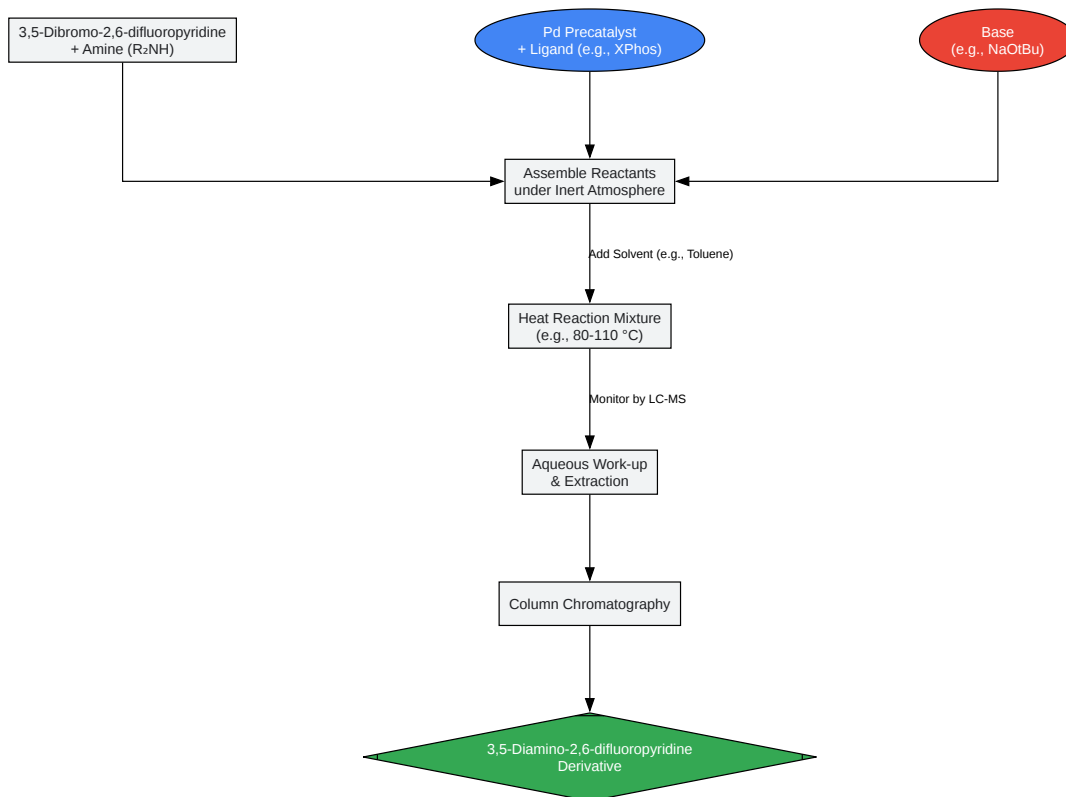 3,5-Dibromo-2,6-difluoropyridine
+ Amine (R₂NH)
Pd Precatalyst
+ Ligand (e.g., XPhos)
Base
(e.g., NaOtBu)
Assemble Reactants
under Inert Atmosphere
Add Solvent (e.g., Toluene)
Heat Reaction Mixture
(e.g., 80-110 °C)
Monitor by LC-MS
Aqueous Work-up
& Extraction
Column Chromatography
3,5-Diamino-2,6-difluoropyridine
Derivative